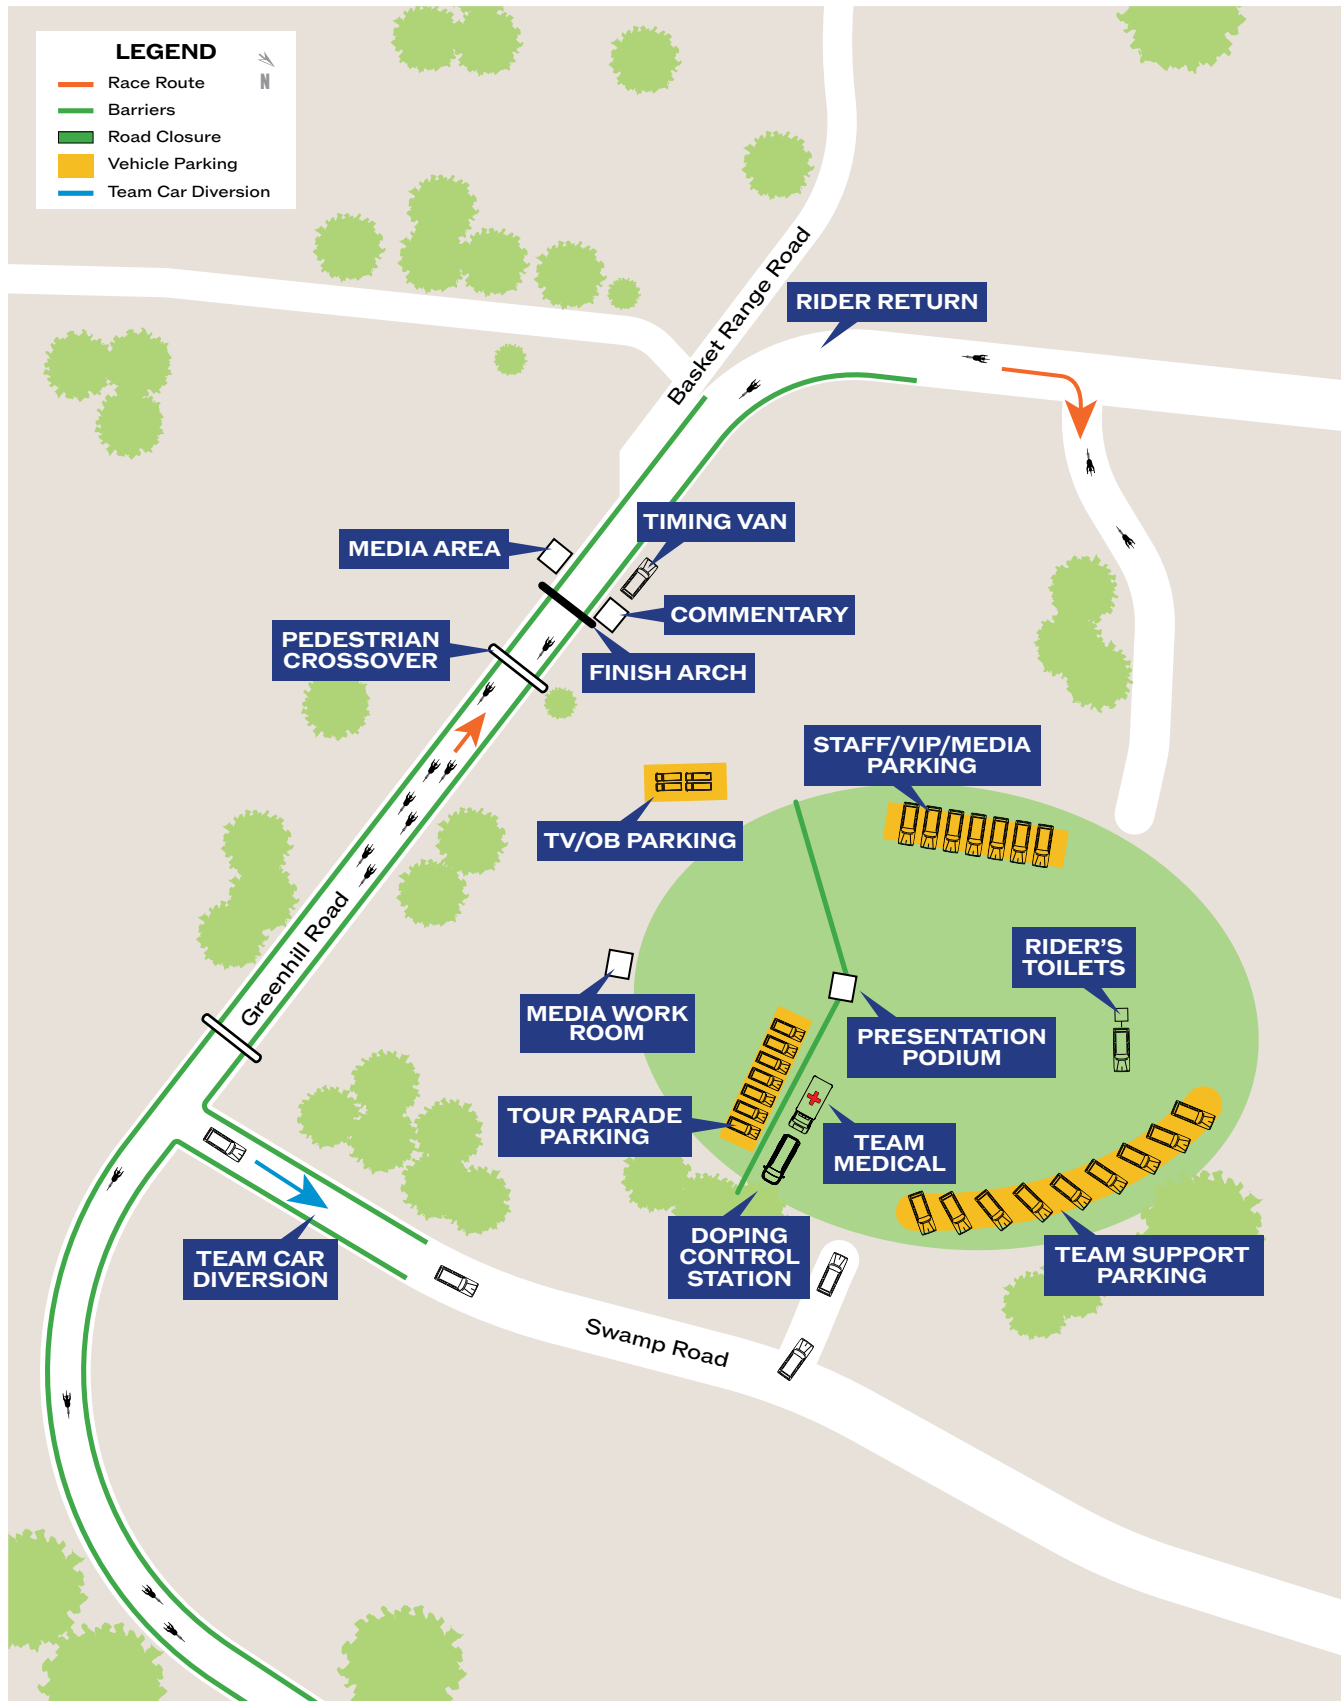 LEGEND
Race Route
N
Barriers
Road Closure
Vehicle Parking
Team Car Diversion
Basket Range Road
RIDER RETURN
TIMING VAN
MEDIA AREA
COMMENTARY
PEDESTRIAN
CROSSOVER
FINISH ARCH
STAFF/VIP/MEDIA
PARKING
TV/OB PARKING
Greenhill Road
RIDER'S
TOILETS
MEDIA WORK
ROOM
PRESENTATION
PODIUM
TOUR PARADE
PARKING
TEAM
MEDICAL
DOPING
CONTROL
STATION
TEAM CAR
DIVERSION
TEAM SUPPORT
PARKING
Swamp Road